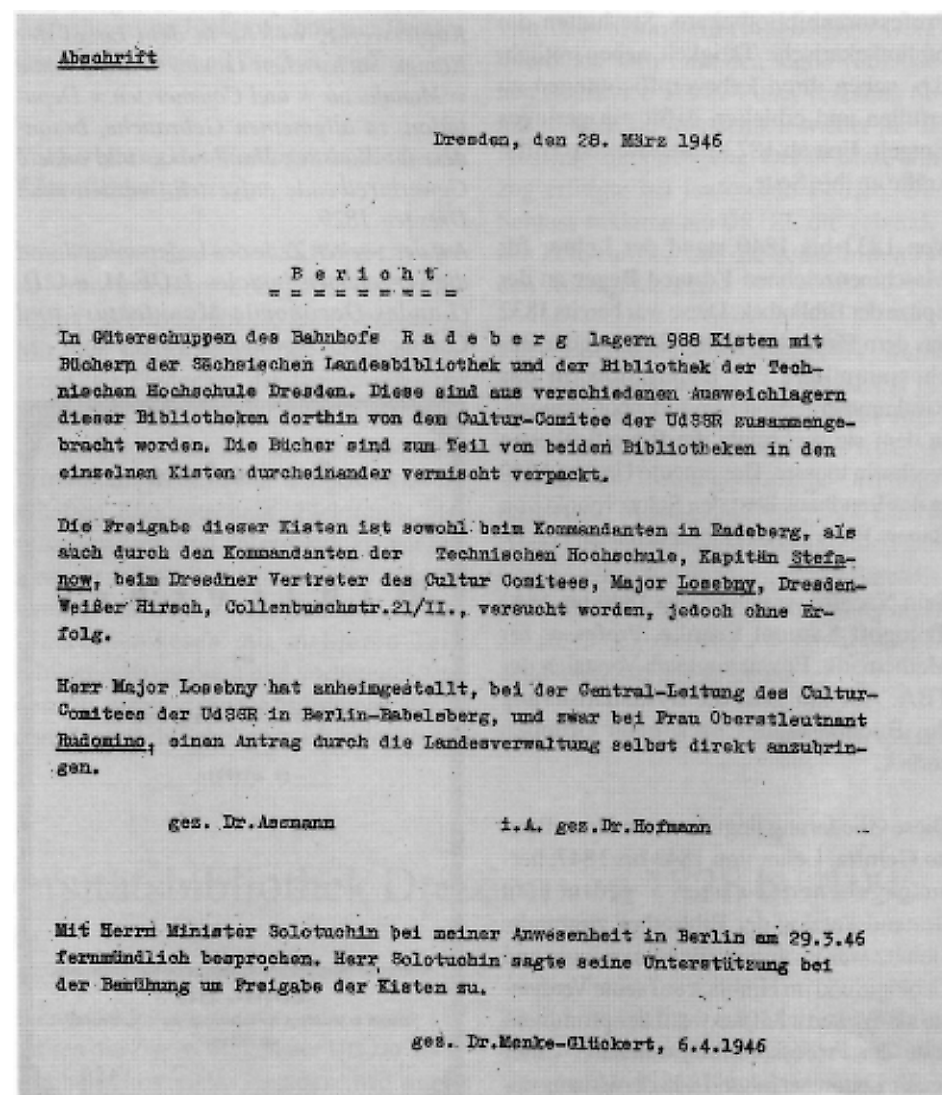 Abschrift
Dresden, den 28. März 1946
B e r i c h t
= = = = = = = = =
In Güterschuppen des Bahnhofs R a d e b e r g lagern 988 Kisten mit
Büchern der Sächsischen Landesbibliothek und der Bibliothek der Tech-
nischen Hochschule Dresden. Diese sind aus verschiedenen Ausweichlagern
dieser Bibliotheken dorthin von dem Cultur-Comitee der UdSSR zusammenge-
bracht worden. Die Bücher sind zum Teil von beiden Bibliotheken in den
einzelnen Kisten durcheinander vermischt verpackt.
Die Freigabe dieser Kisten ist sowohl beim Kommandanten in Radeberg, als
auch durch den Kommandanten der Technischen Hochschule, Kapitän Stefa-
now, beim Dresdner Vertreter des Cultur Comitees, Major Losebny, Dresden-
Weißer Hirsch, Collenbuschstr.21/II., versucht worden, jedoch ohne Er-
folg.
Herr Major Losebny hat anheimgestellt, bei der Central-Leitung des Cultur-
Comitees der UdSSR in Berlin-Babelsberg, und zwar bei Frau Oberstleutnant
Rudomino, einen Antrag durch die Landesverwaltung selbst direkt anzubrin-
gen.
gez. Dr.Assmann i.A. gez.Dr.Hofmann
Mit Herrn Minister Solotuchin bei meiner Anwesenheit in Berlin am 29.3.46
fernmündlich besprochen. Herr Solotuchin sagte seine Unterstützung bei
der Bemühung um Freigabe der Kisten zu.
gez. Dr.Menke-Glückert, 6.4.1946